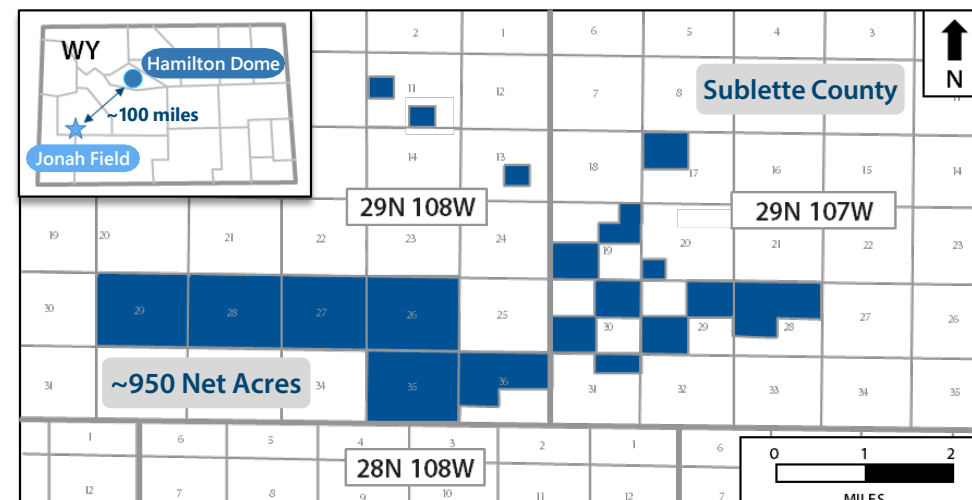 WY
Hamilton Dome
~100 miles
Jonah Field
N
Sublette County
2 1 6 5 4 3
11 12 7 8
14 13 18 17 16 15 14
29N 108W
29N 107W
19 20 21 22 23 24 19 20 21 22 23
30 29 28 27 26 25 30 29 28 27 26
31 34 35 36 31 32 33 34 35
~950 Net Acres
1 6 5 4 3 2 1 6
28N 108W
12 7 8 9 10 11 12 7
0 1 2
MILES